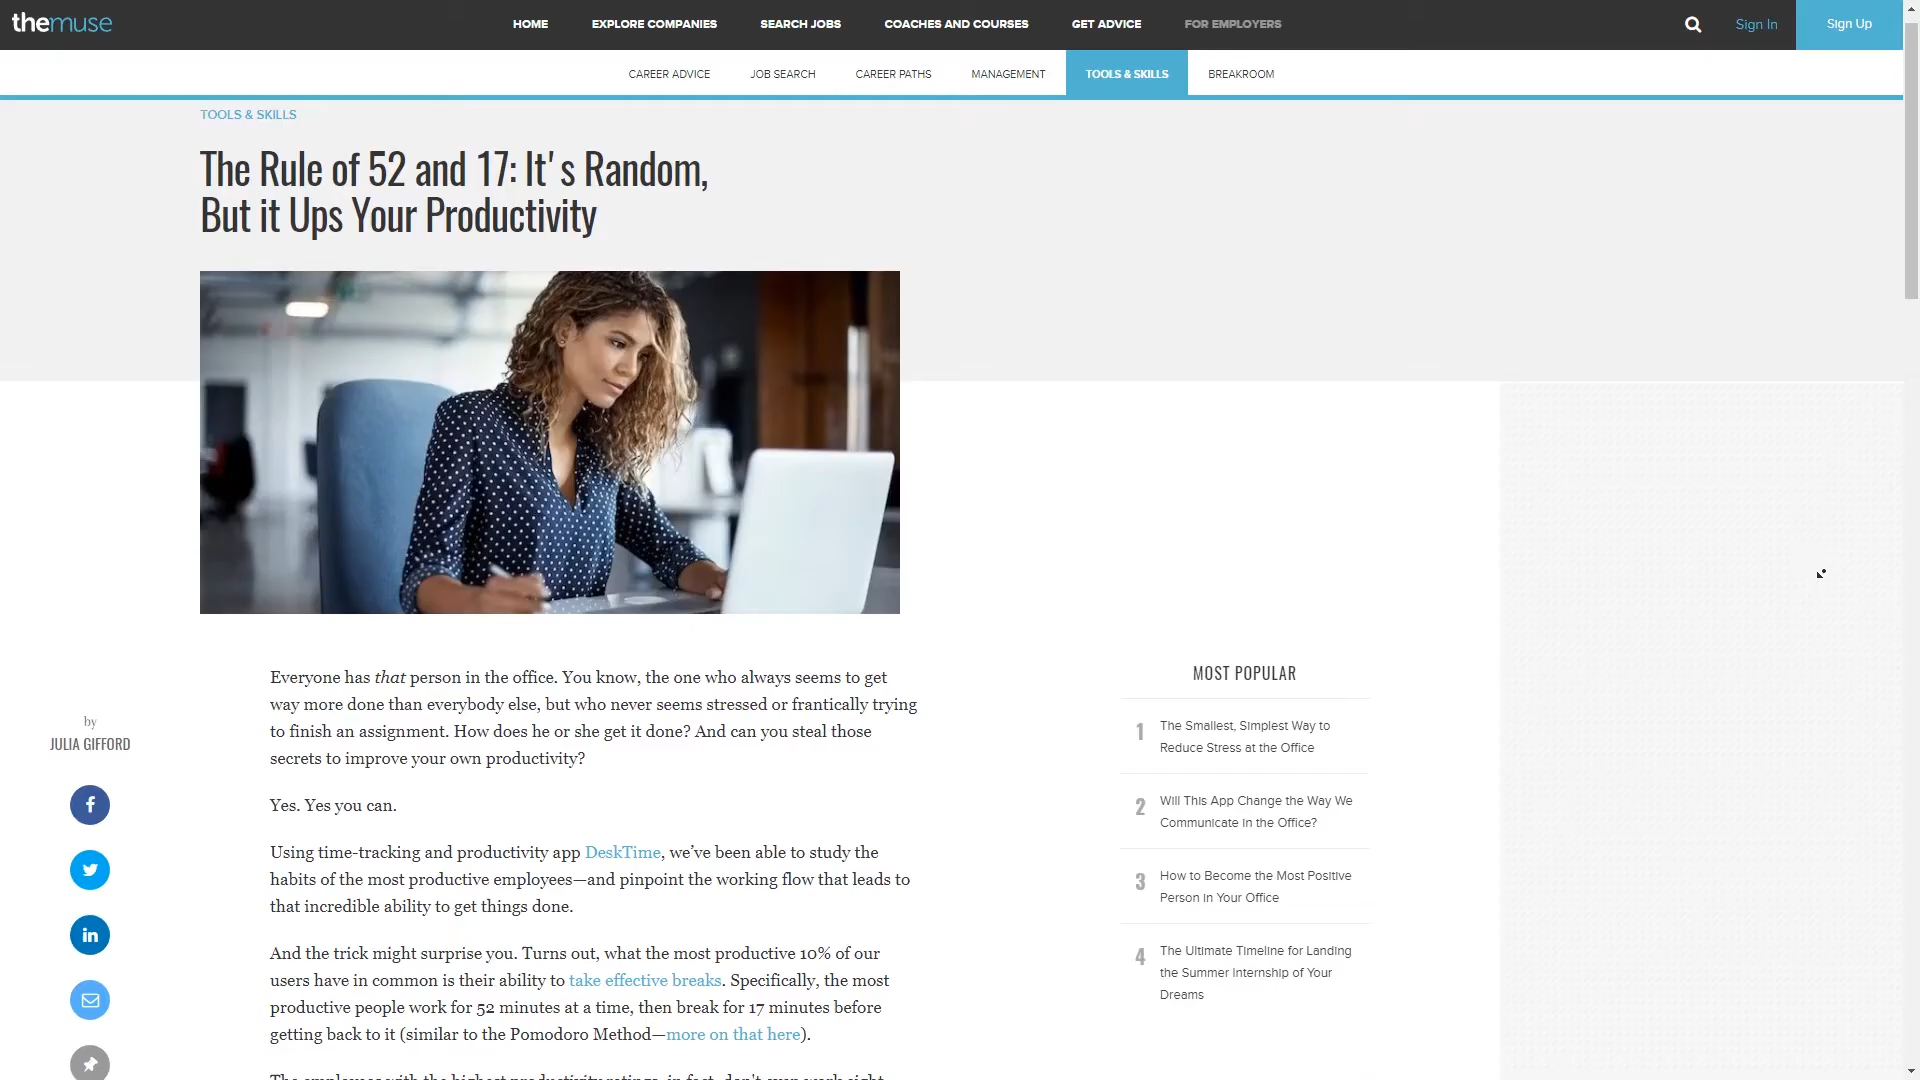 themuse
HOME EXPLORE COMPANIES SEARCH JOBS COACHES AND COURSES GET ADVICE FOR EMPLOYERS
Sign In Sign Up
CAREER ADVICE JOB SEARCH CAREER PATHS MANAGEMENT TOOLS & SKILLS BREAKROOM
TOOLS & SKILLS
The Rule of 52 and 17: It's Random,
But it Ups Your Productivity
by
JULIA GIFFORD
Everyone has that person in the office. You know, the one who always seems to get
way more done than everybody else, but who never seems stressed or frantically trying
to finish an assignment. How does he or she get it done? And can you steal those
secrets to improve your own productivity?
Yes. Yes you can.
Using time-tracking and productivity app DeskTime, we’ve been able to study the
habits of the most productive employees—and pinpoint the working flow that leads to
that incredible ability to get things done.
And the trick might surprise you. Turns out, what the most productive 10% of our
users have in common is their ability to take effective breaks. Specifically, the most
productive people work for 52 minutes at a time, then break for 17 minutes before
getting back to it (similar to the Pomodoro Method—more on that here).
MOST POPULAR
1 The Smallest, Simplest Way to
Reduce Stress at the Office
2 Will This App Change the Way We
Communicate in the Office?
3 How to Become the Most Positive
Person in Your Office
4 The Ultimate Timeline for Landing
the Summer Internship of Your
Dreams